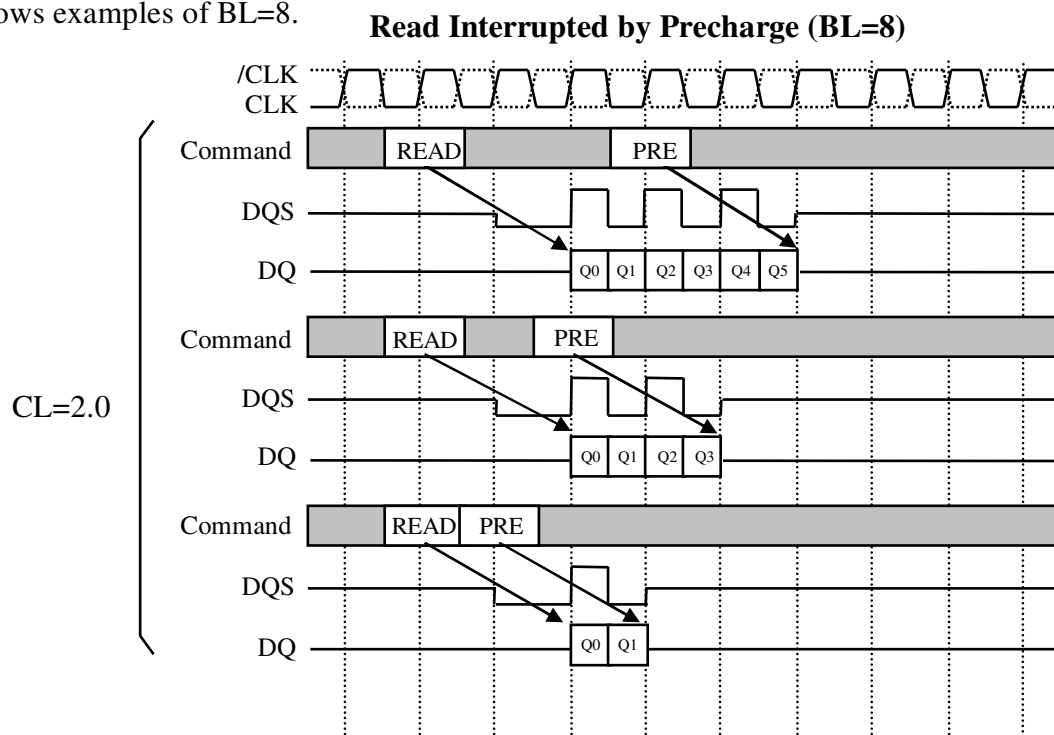 ows examples of BL=8.
Read Interrupted by Precharge (BL=8)
/CLK
CLK
Command READ PRE
DQS
DQ Q0 Q1 Q2 Q3 Q4 Q5
Command READ PRE
DQS
CL=2.0
DQ Q0 Q1 Q2 Q3
Command READ PRE
DQS
DQ Q0 Q1